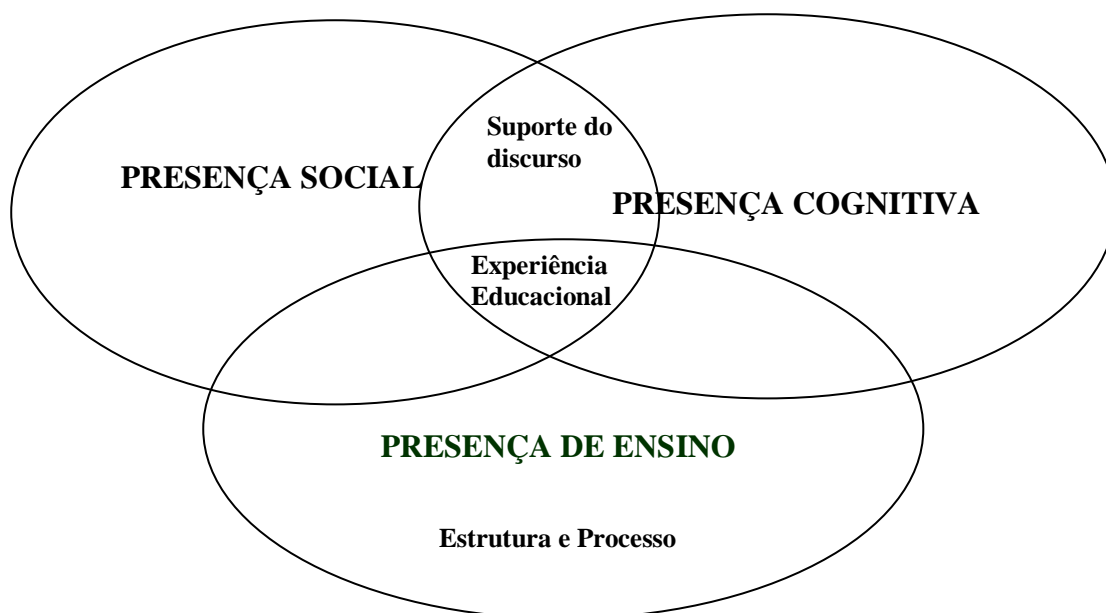 Suporte do
discurso
PRESENÇA SOCIAL
PRESENÇA COGNITIVA
Experiência
Educacional
PRESENÇA DE ENSINO
Estrutura e Processo